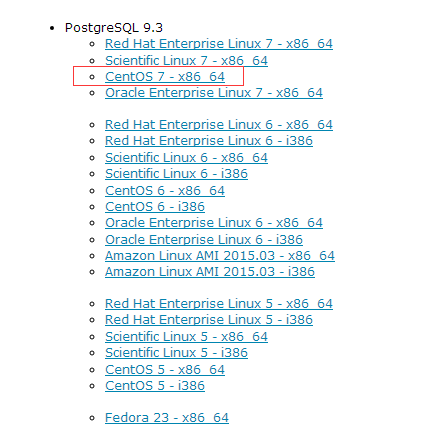 PostgreSQL 9.3
Red Hat Enterprise Linux 7 - x86_64
Scientific Linux 7 - x86_64
CentOS 7 - x86_64
Oracle Enterprise Linux 7 - x86_64
Red Hat Enterprise Linux 6 - x86_64
Red Hat Enterprise Linux 6 - i386
Scientific Linux 6 - x86_64
Scientific Linux 6 - i386
CentOS 6 - x86_64
CentOS 6 - i386
Oracle Enterprise Linux 6 - x86_64
Oracle Enterprise Linux 6 - i386
Amazon Linux AMI 2015.03 - x86_64
Amazon Linux AMI 2015.03 - i386
Red Hat Enterprise Linux 5 - x86_64
Red Hat Enterprise Linux 5 - i386
Scientific Linux 5 - x86_64
Scientific Linux 5 - i386
CentOS 5 - x86_64
CentOS 5 - i386
Fedora 23 - x86_64